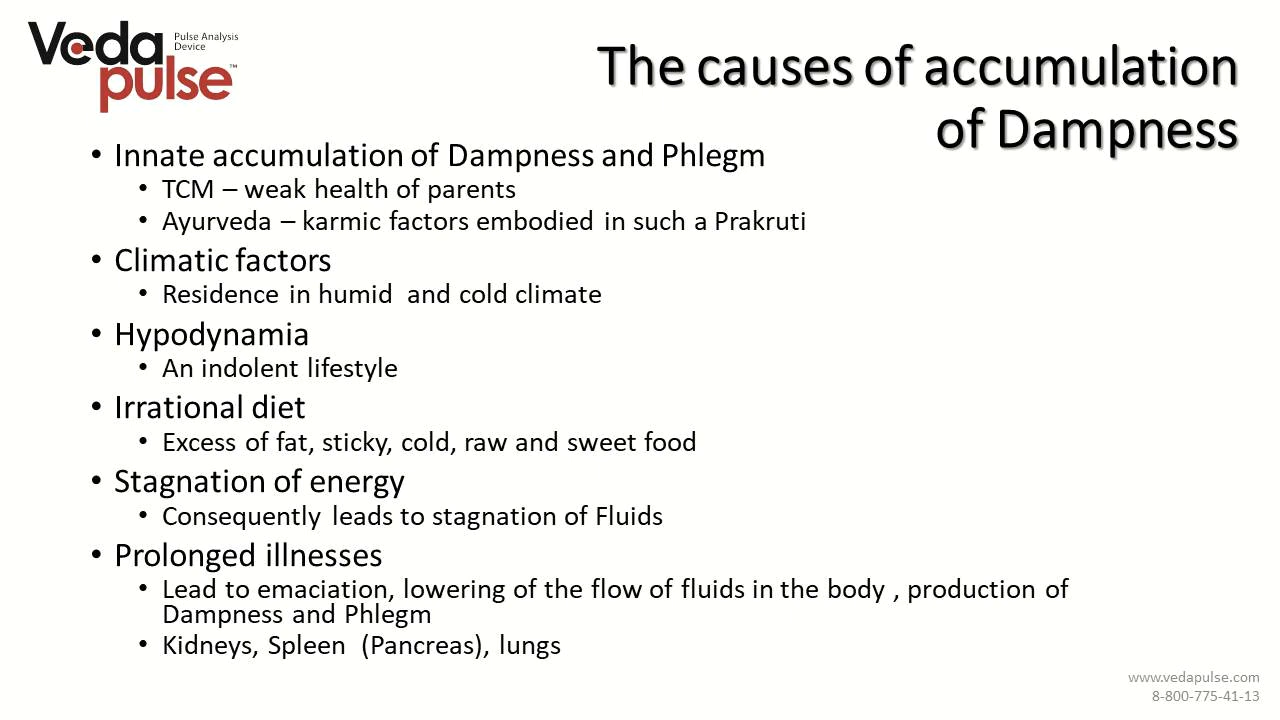 Veda
pulse™
Pulse Analysis
Device
The causes of accumulation
of Dampness
• Innate accumulation of Dampness and Phlegm
• TCM – weak health of parents
• Ayurveda – karmic factors embodied in such a Prakruti
• Climatic factors
• Residence in humid and cold climate
• Hypodynamia
• An indolent lifestyle
• Irrational diet
• Excess of fat, sticky, cold, raw and sweet food
• Stagnation of energy
• Consequently leads to stagnation of Fluids
• Prolonged illnesses
• Lead to emaciation, lowering of the flow of fluids in the body , production of
Dampness and Phlegm
• Kidneys, Spleen (Pancreas), lungs
www.vedapulse.com
8-800-775-41-13